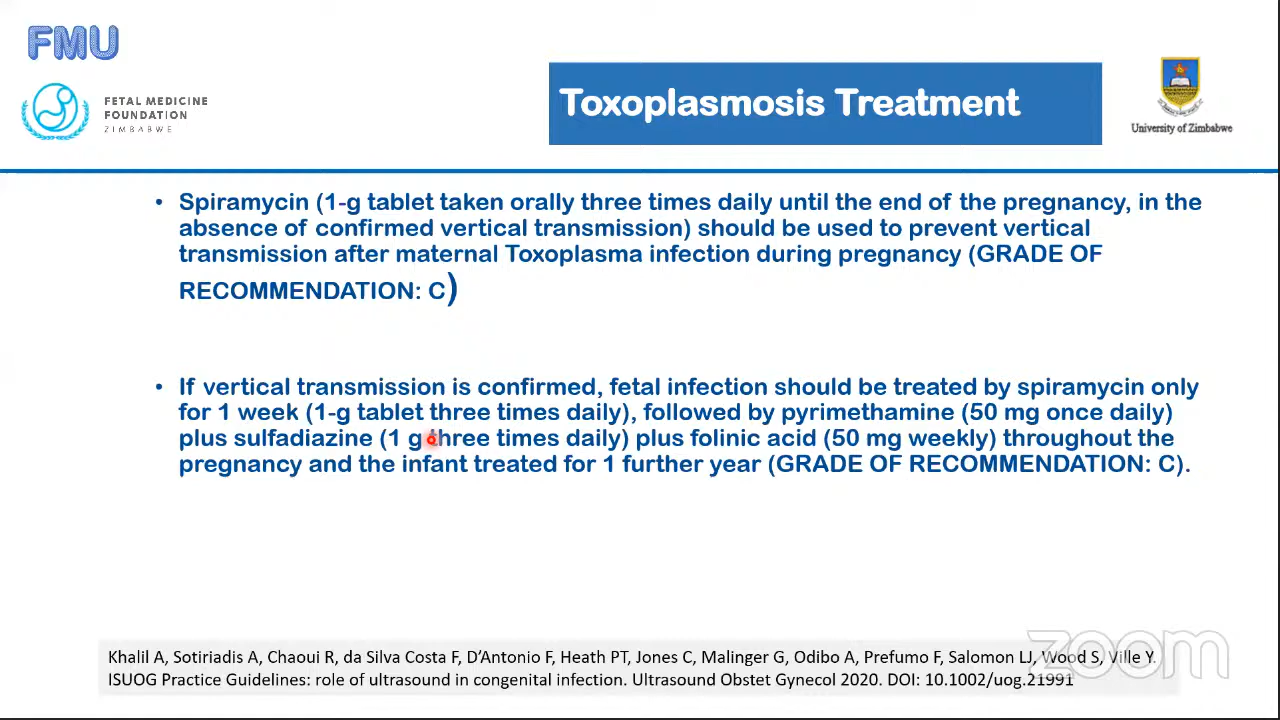 FMU
FETAL MEDICINE
FOUNDATION
ZIMBABWE
Toxoplasmosis Treatment
University of Zimbabwe
• Spiramycin (1-g tablet taken orally three times daily until the end of the pregnancy, in the
absence of confirmed vertical transmission) should be used to prevent vertical
transmission after maternal Toxoplasma infection during pregnancy (GRADE OF
RECOMMENDATION: C)
• If vertical transmission is confirmed, fetal infection should be treated by spiramycin only
for 1 week (1-g tablet three times daily), followed by pyrimethamine (50 mg once daily)
plus sulfadiazine (1 g three times daily) plus folinic acid (50 mg weekly) throughout the
pregnancy and the infant treated for 1 further year (GRADE OF RECOMMENDATION: C).
Khalil A, Sotiriadis A, Chaoui R, da Silva Costa F, D'Antonio F, Heath PT, Jones C, Malinger G, Odibo A, Prefumo F, Salomon LJ, Wood S, Ville Y.
ISUOG Practice Guidelines: role of ultrasound in congenital infection. Ultrasound Obstet Gynecol 2020. DOI: 10.1002/uog.21991
zoom